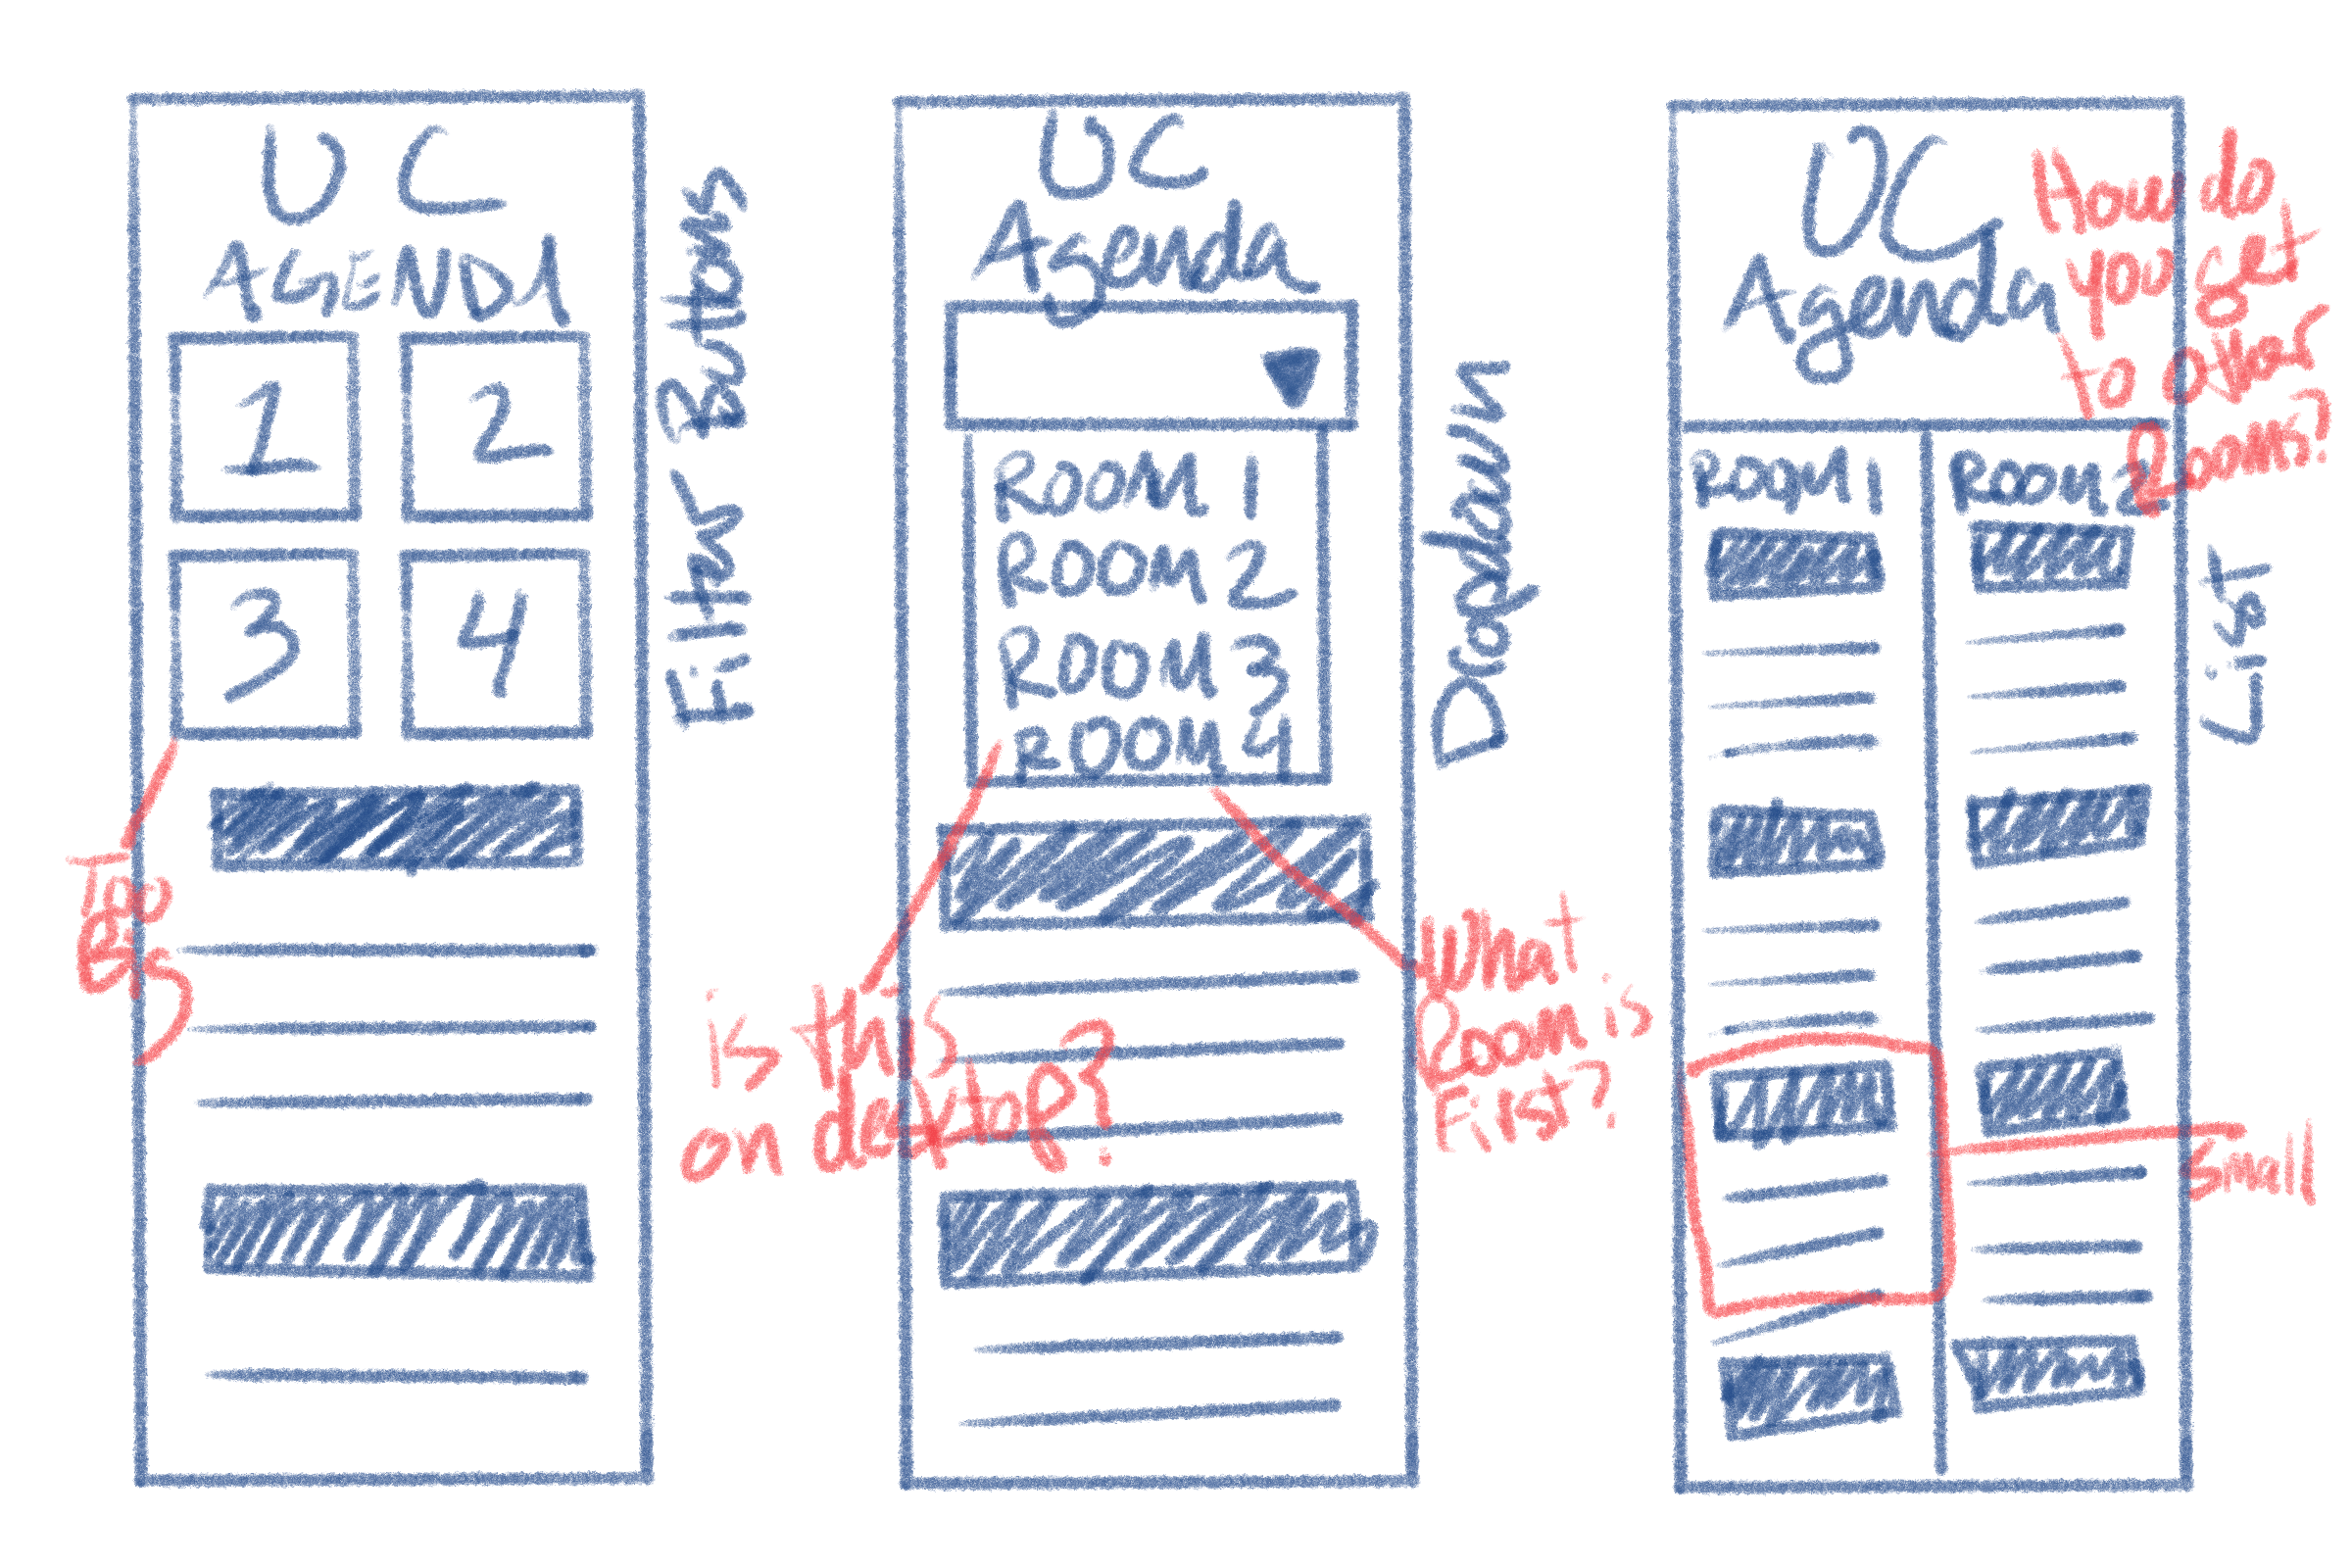 UC
AGENDA
1 2
3 4
Filter Buttons
Too
Big
UC
Agenda
ROOM 1
ROOM 2
ROOM 3
ROOM 4
Dropdown
is this
on desktop?
What
Room is
First?
UC
Agenda
ROOM 1 ROOM 2
List
How do
you get
to other
Rooms?
Small